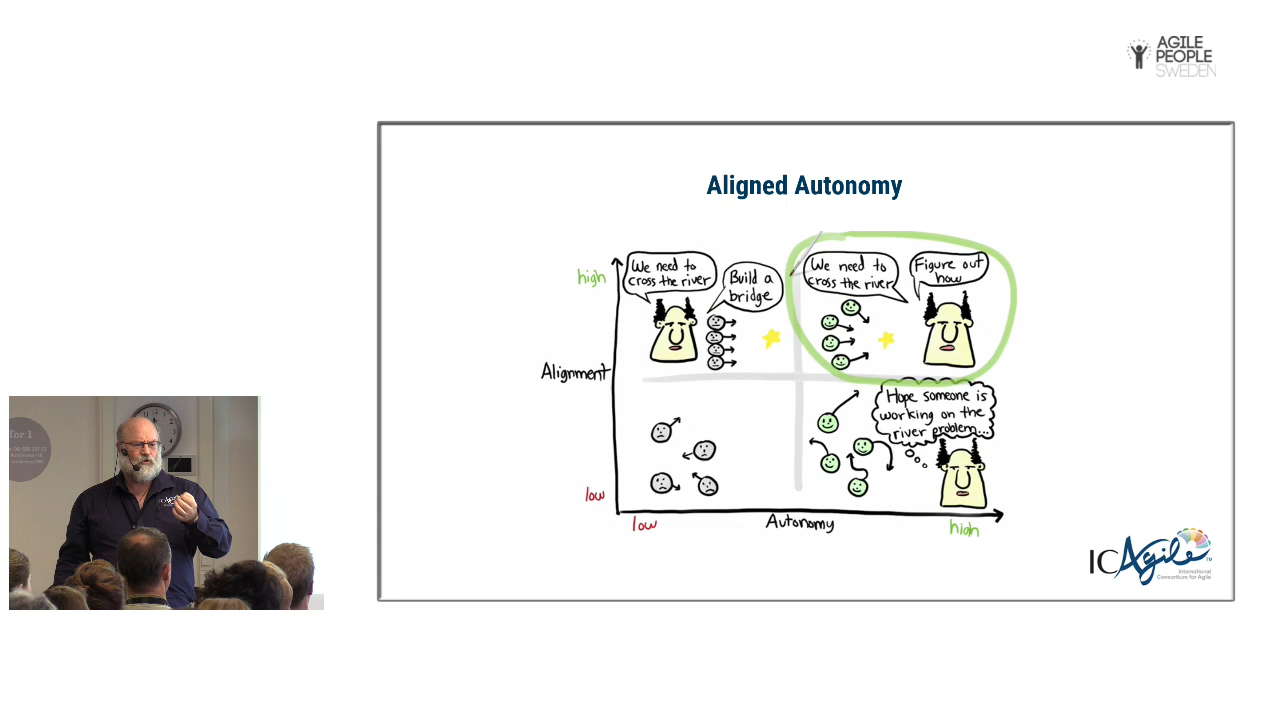 AGILE
PEOPLE
SWEDEN
Aligned Autonomy
high
We need to
cross the river
Build a
bridge
We need to
cross the river
Figure out
how
Alignment
Hope someone is
working on the
river problem...
low
low
Autonomy
high
ICAgile
TM
International
Consortium for Agile